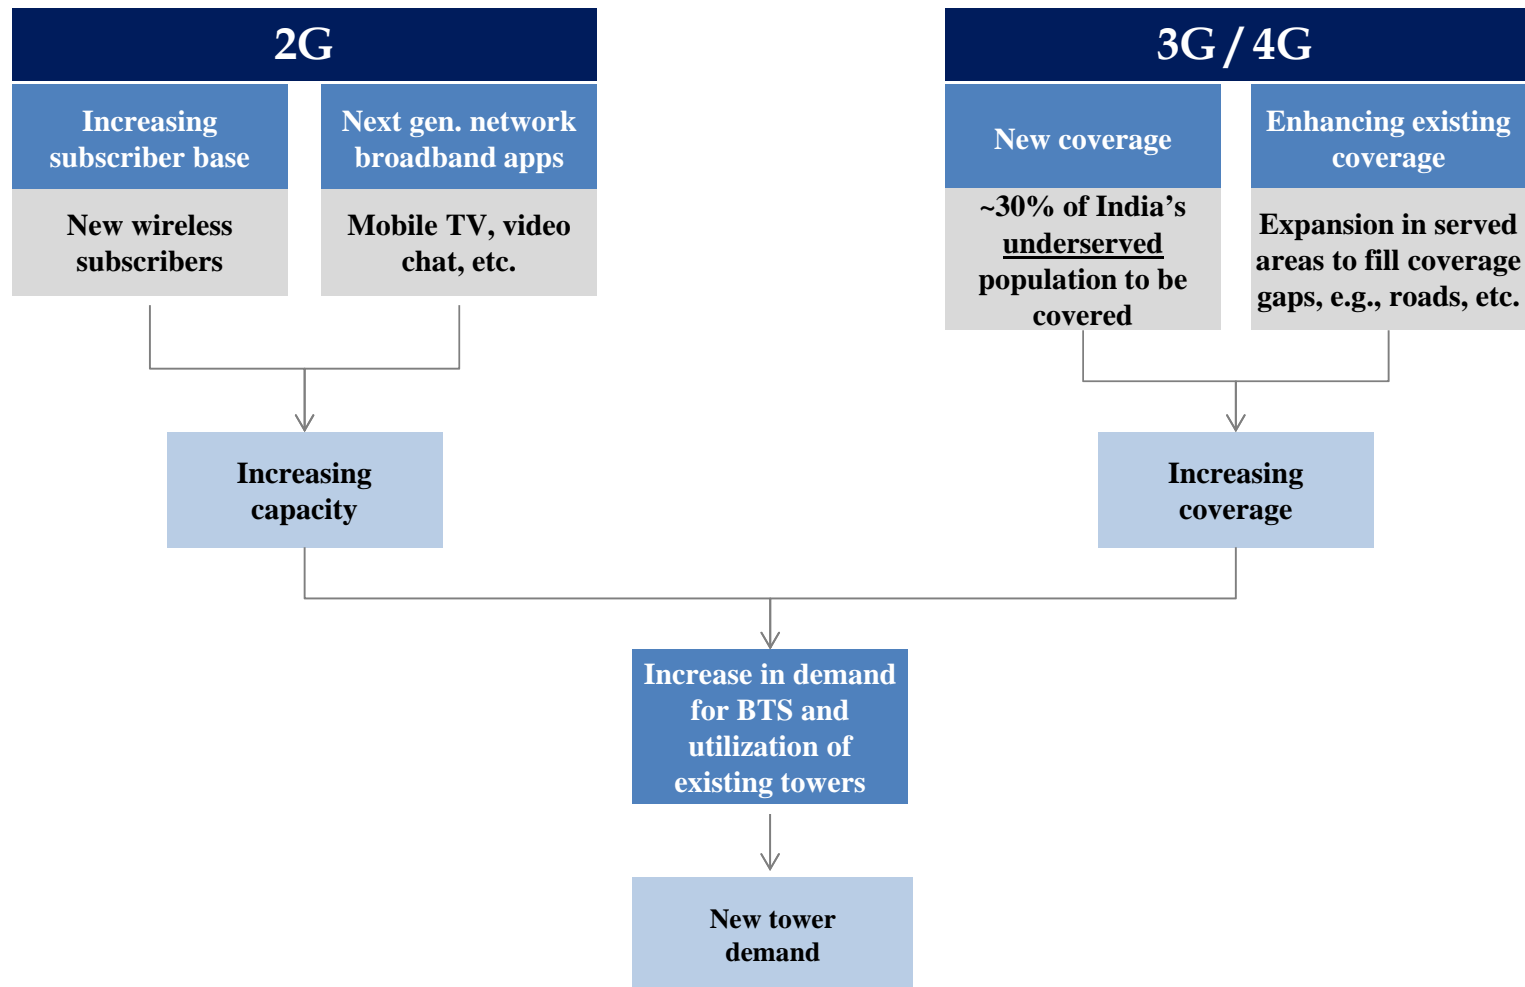 2G
3G / 4G
Increasing
subscriber base
Next gen. network
broadband apps
New coverage
Enhancing existing
coverage
New wireless
subscribers
Mobile TV, video
chat, etc.
~30% of India’s
underserved
population to be
covered
Expansion in served
areas to fill coverage
gaps, e.g., roads, etc.
Increasing
capacity
Increasing
coverage
Increase in demand
for BTS and
utilization of
existing towers
New tower
demand